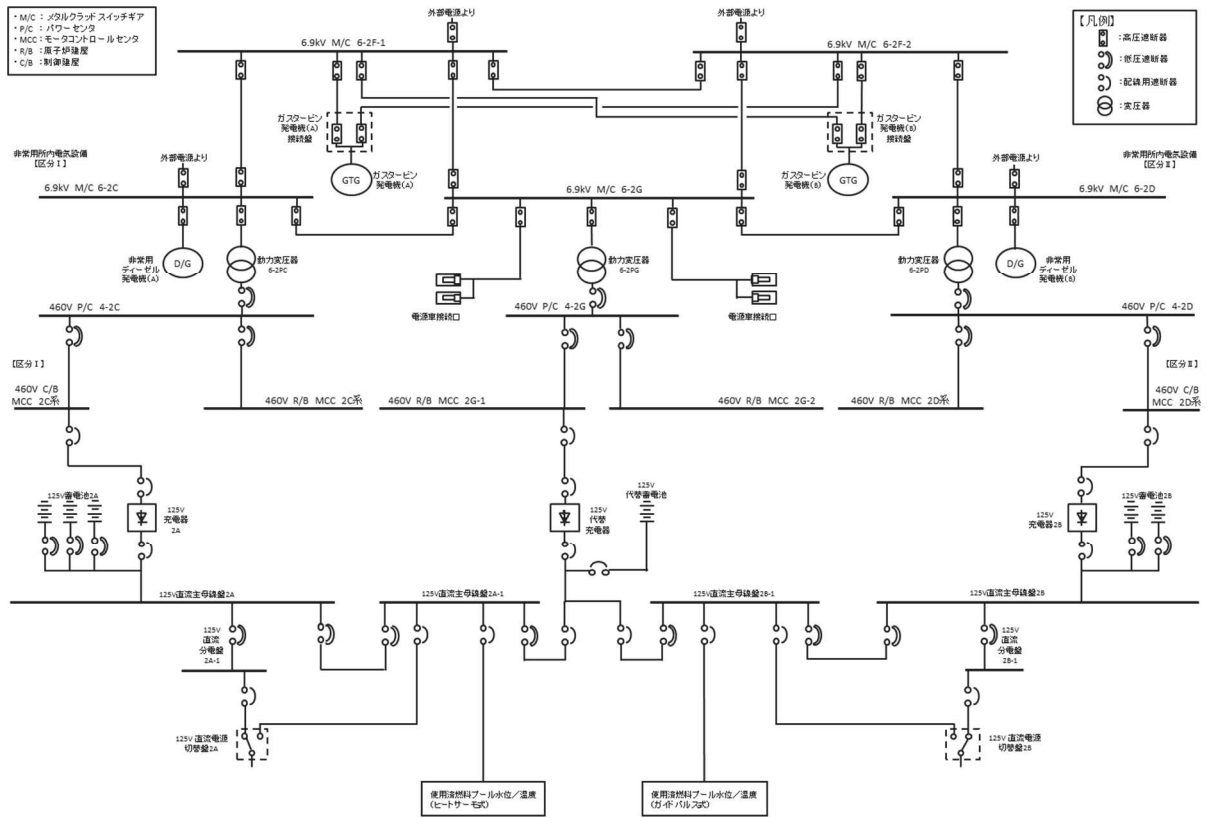 ・M/C：メタルクラッドスイッチギア
・P/C：パワーセンタ
・MCC：モータコントロールセンタ
・R/B：原子炉建屋
・C/B：制御建屋
外部電源より
外部電源より
【凡例】
：高圧遮断器
：低圧遮断器
：配線用遮断器
：変圧器
6.9kV M/C 6-2F-1
6.9kV M/C 6-2F-2
ガスタービン
発電機(A)
接続盤
ガスタービン
発電機(B)
接続盤
非常用所内電気設備
【区分Ⅰ】
外部電源より
GTG
ガスタービン
発電機(A)
ガスタービン
発電機(B)
GTG
外部電源より
非常用所内電気設備
【区分Ⅱ】
6.9kV M/C 6-2C
6.9kV M/C 6-2G
6.9kV M/C 6-2D
非常用
ディーゼル
発電機(A)
D/G
動力変圧器
6-2PC
動力変圧器
6-2PG
動力変圧器
6-2PD
D/G
非常用
ディーゼル
発電機(B)
電源車接続口
電源車接続口
460V P/C 4-2C
460V P/C 4-2G
460V P/C 4-2D
【区分Ⅰ】
【区分Ⅱ】
460V C/B
MCC 2C系
460V R/B MCC 2C系
460V R/B MCC 2G-1
460V R/B MCC 2G-2
460V R/B MCC 2D系
460V C/B
MCC 2D系
125V蓄電池2A
125V
充電器
2A
125V
代替蓄電池
125V
代替
充電器
125V
充電器2B
125V蓄電池2B
125V直流主母線盤2A
125V直流主母線盤2A-1
125V直流主母線盤2B-1
125V直流主母線盤2B
125V
直流
分電盤
2A-1
125V
直流
分電盤
2B-1
125V直流電源
切替盤2A
125V直流電源
切替盤2B
使用済燃料プール水位／温度
(ヒートサーモ式)
使用済燃料プール水位／温度
(ガイドパルス式)